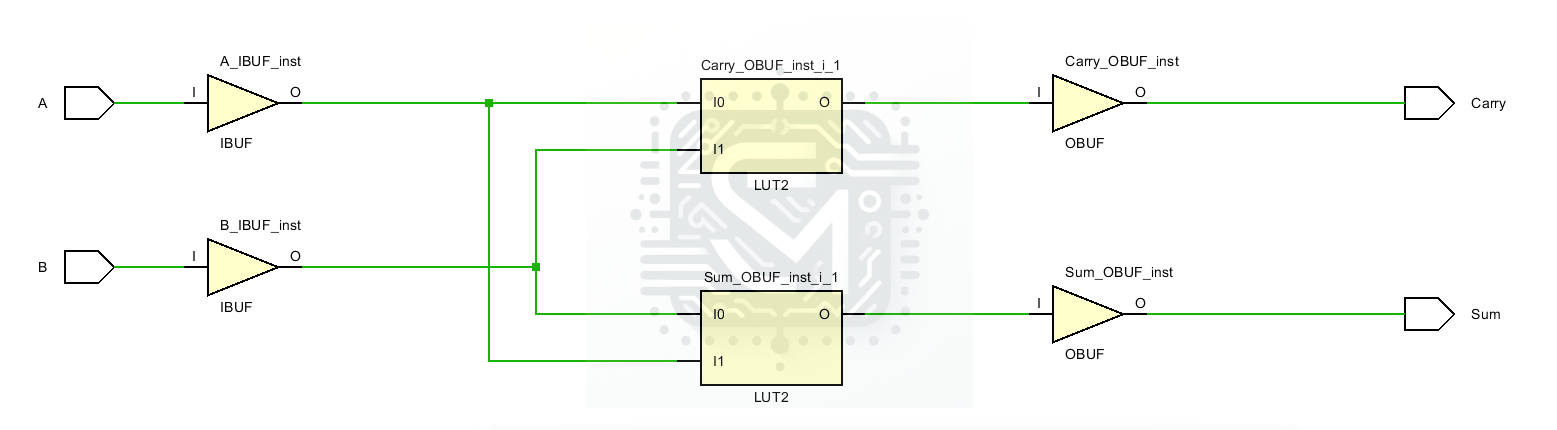 A_IBUF_inst
Carry_OBUF_inst_i_1
Carry_OBUF_inst
A
I
O
I0
O
I
O
Carry
IBUF
I1
OBUF
LUT2
B_IBUF_inst
B
I
O
IBUF
Sum_OBUF_inst_i_1
Sum_OBUF_inst
I0
O
I
O
Sum
I1
OBUF
LUT2